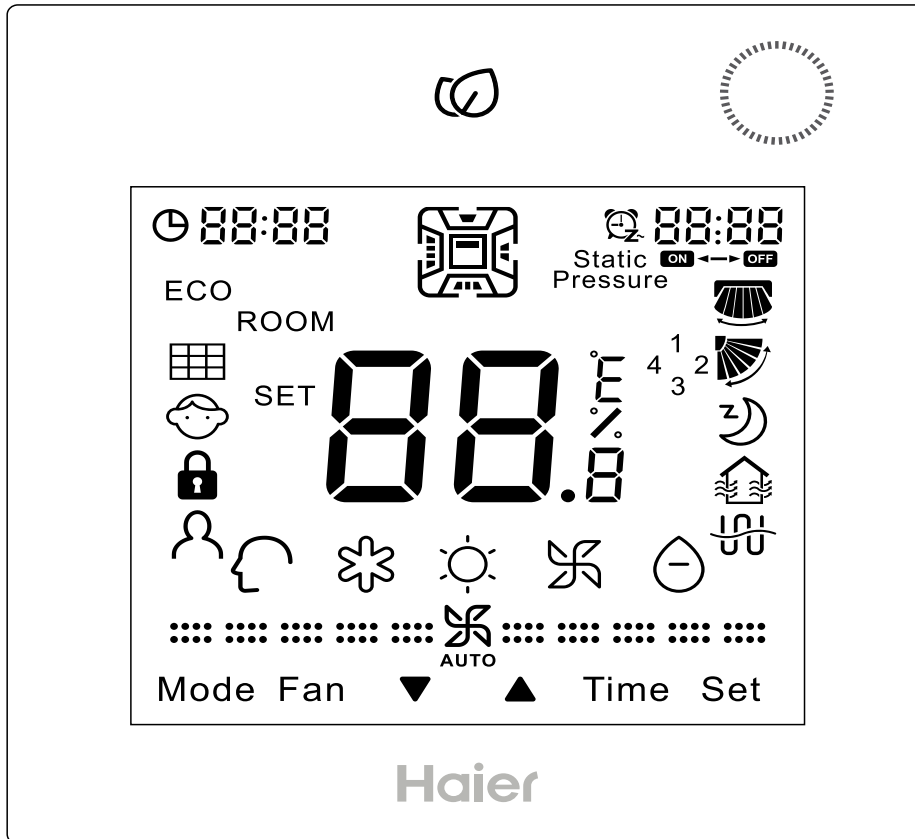 88:88 88:88
Static ON OFF
Pressure
ECO
ROOM
1
4 2
3
SET 88.8 °E %
z
AUTO
Mode Fan ▼ ▲ Time Set
Haier